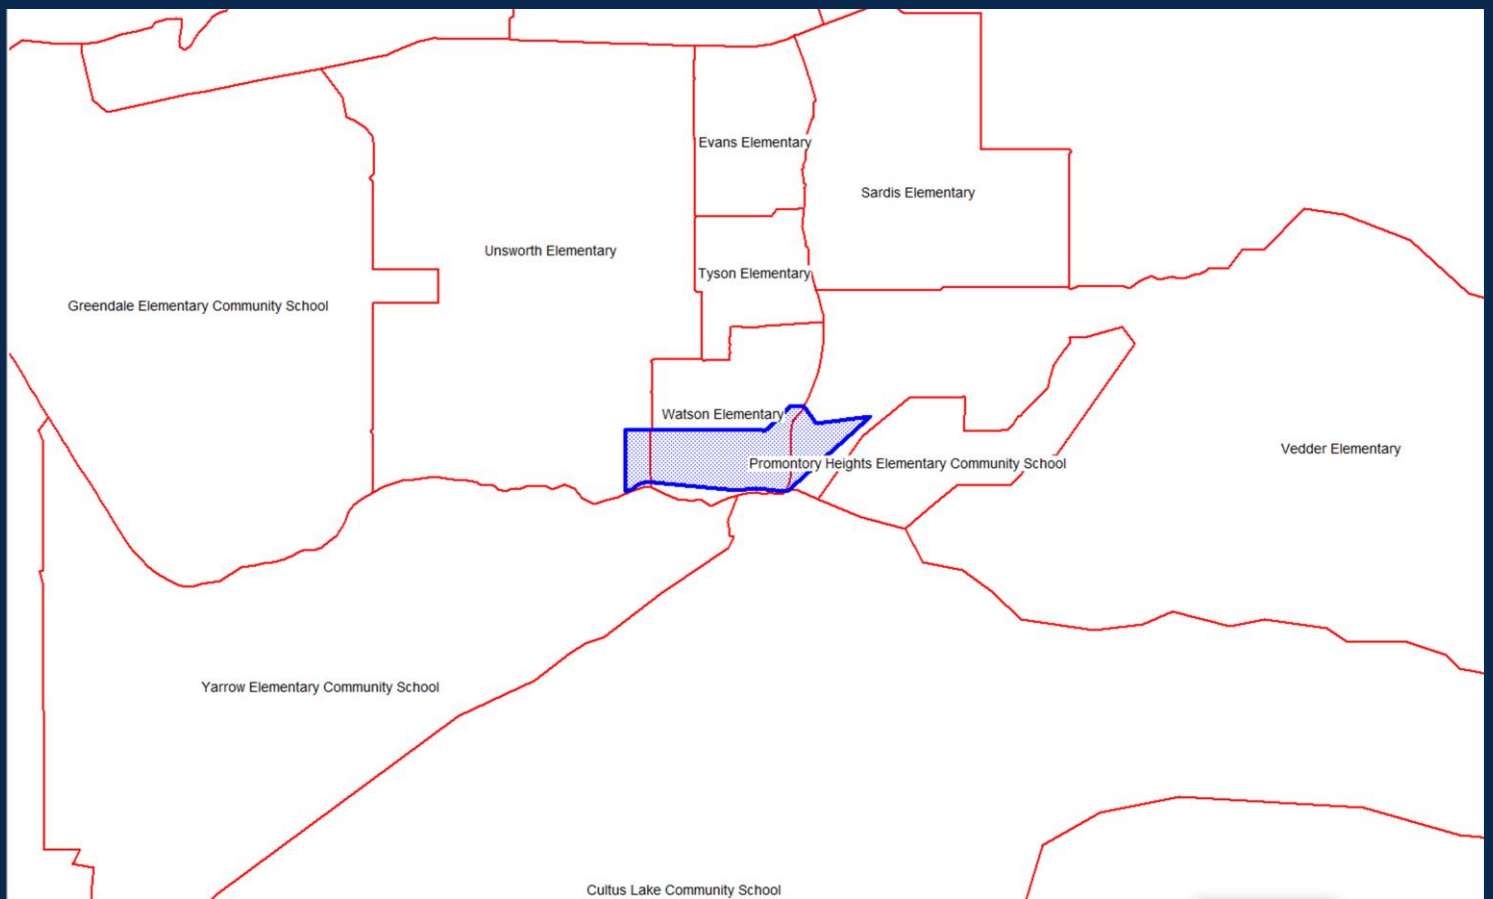 Evans Elementary
Sardis Elementary
Unsworth Elementary
Tyson Elementary
Greendale Elementary Community School
Watson Elementary
Vedder Elementary
Promontory Heights Elementary Community School
Yarrow Elementary Community School
Cultus Lake Community School